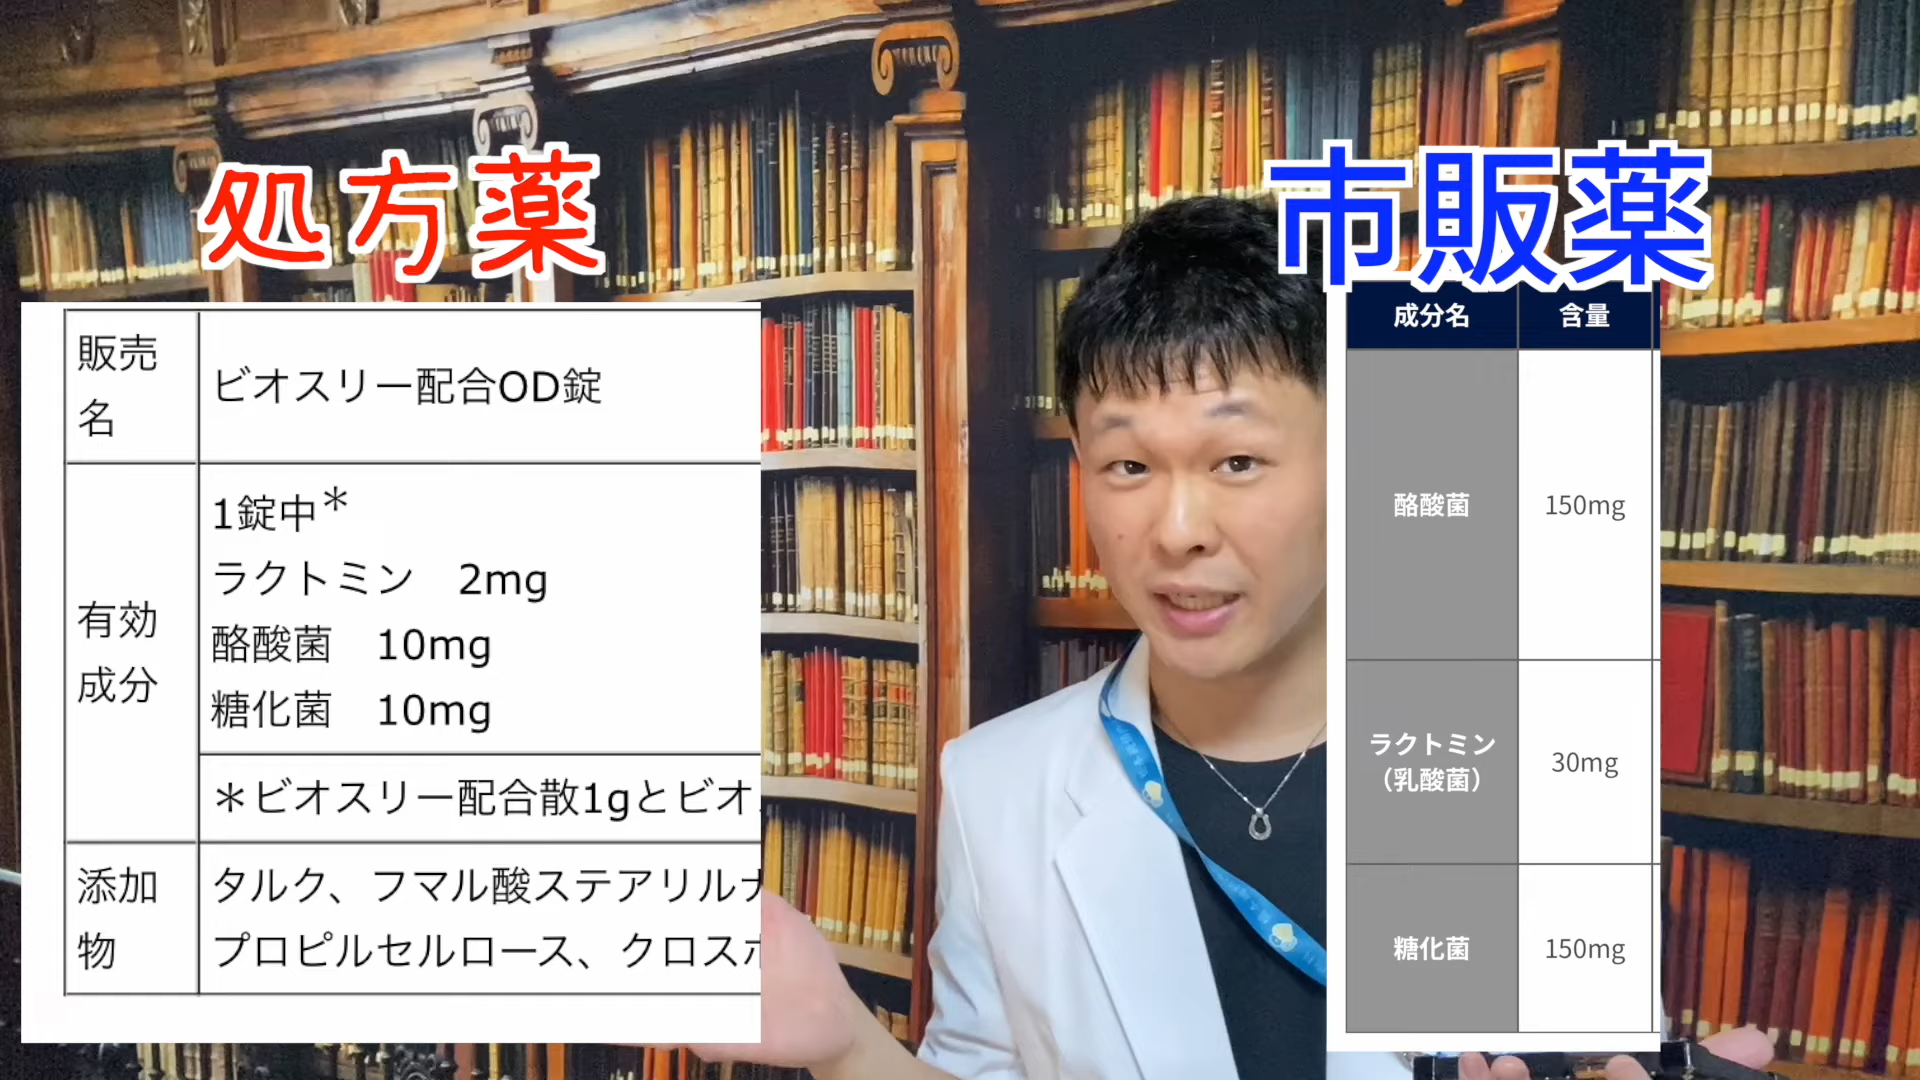 処方薬
販売名
ビオスリー配合OD錠
有効成分
1錠中*
ラクトミン 2mg
酪酸菌 10mg
糖化菌 10mg
*ビオスリー配合散1gとビオ
添加物
タルク、フマル酸ステアリル
プロピルセルロース、クロス
市販薬
成分名 含量
酪酸菌 150mg
ラクトミン
（乳酸菌）
30mg
糖化菌 150mg